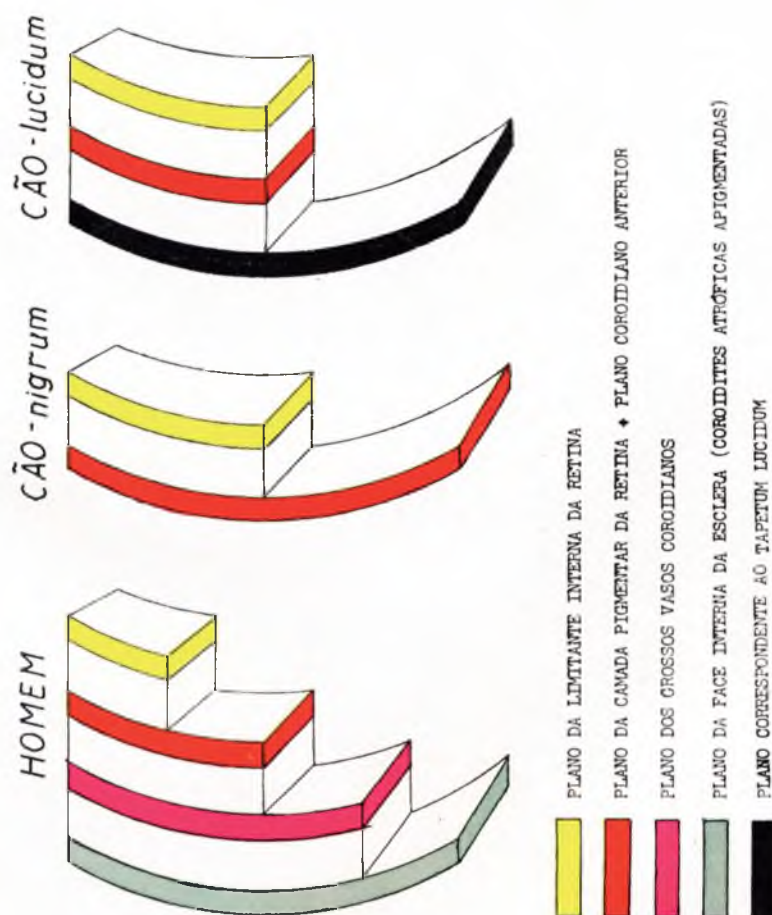 CÃO-lucidum
CÃO-nigrum
HOMEM
PLANO DA LIMITANTE INTERNA DA RETINA
PLANO DA CAMADA PIGMENTAR DA RETINA + PLANO COROIDIANO ANTERIOR
PLANO DOS GROSSOS VASOS COROIDIANOS
PLANO DA FACE INTERNA DA ESCLERA (COROIDITES ATRÓFICAS APIGMENTADAS)
PLANO CORRESPONDENTE AO TAPETUM LUCIDUM